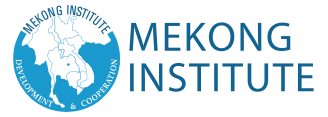 MEKONG INSTITUTE
DEVELOPMENT & COOPERATION
MEKONG
INSTITUTE